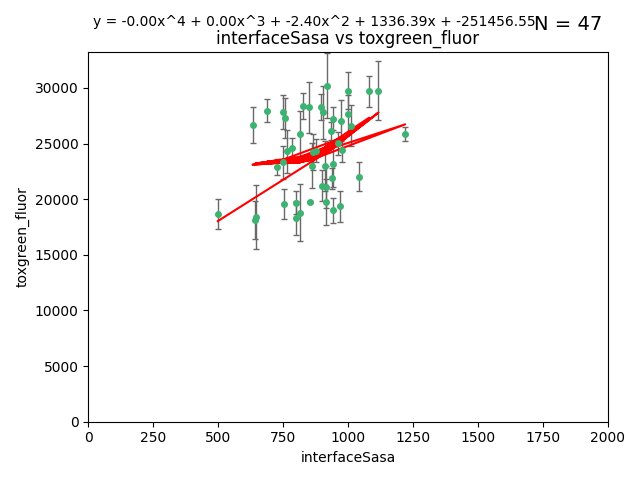 y = -0.00x^4 + 0.00x^3 + -2.40x^2 + 1336.39x + -251456.55
N = 47
interfaceSasa vs toxgreen_fluor
30000
25000
20000
15000
10000
5000
0
toxgreen_fluor
0 250 500 750 1000 1250 1500 1750 2000
interfaceSasa